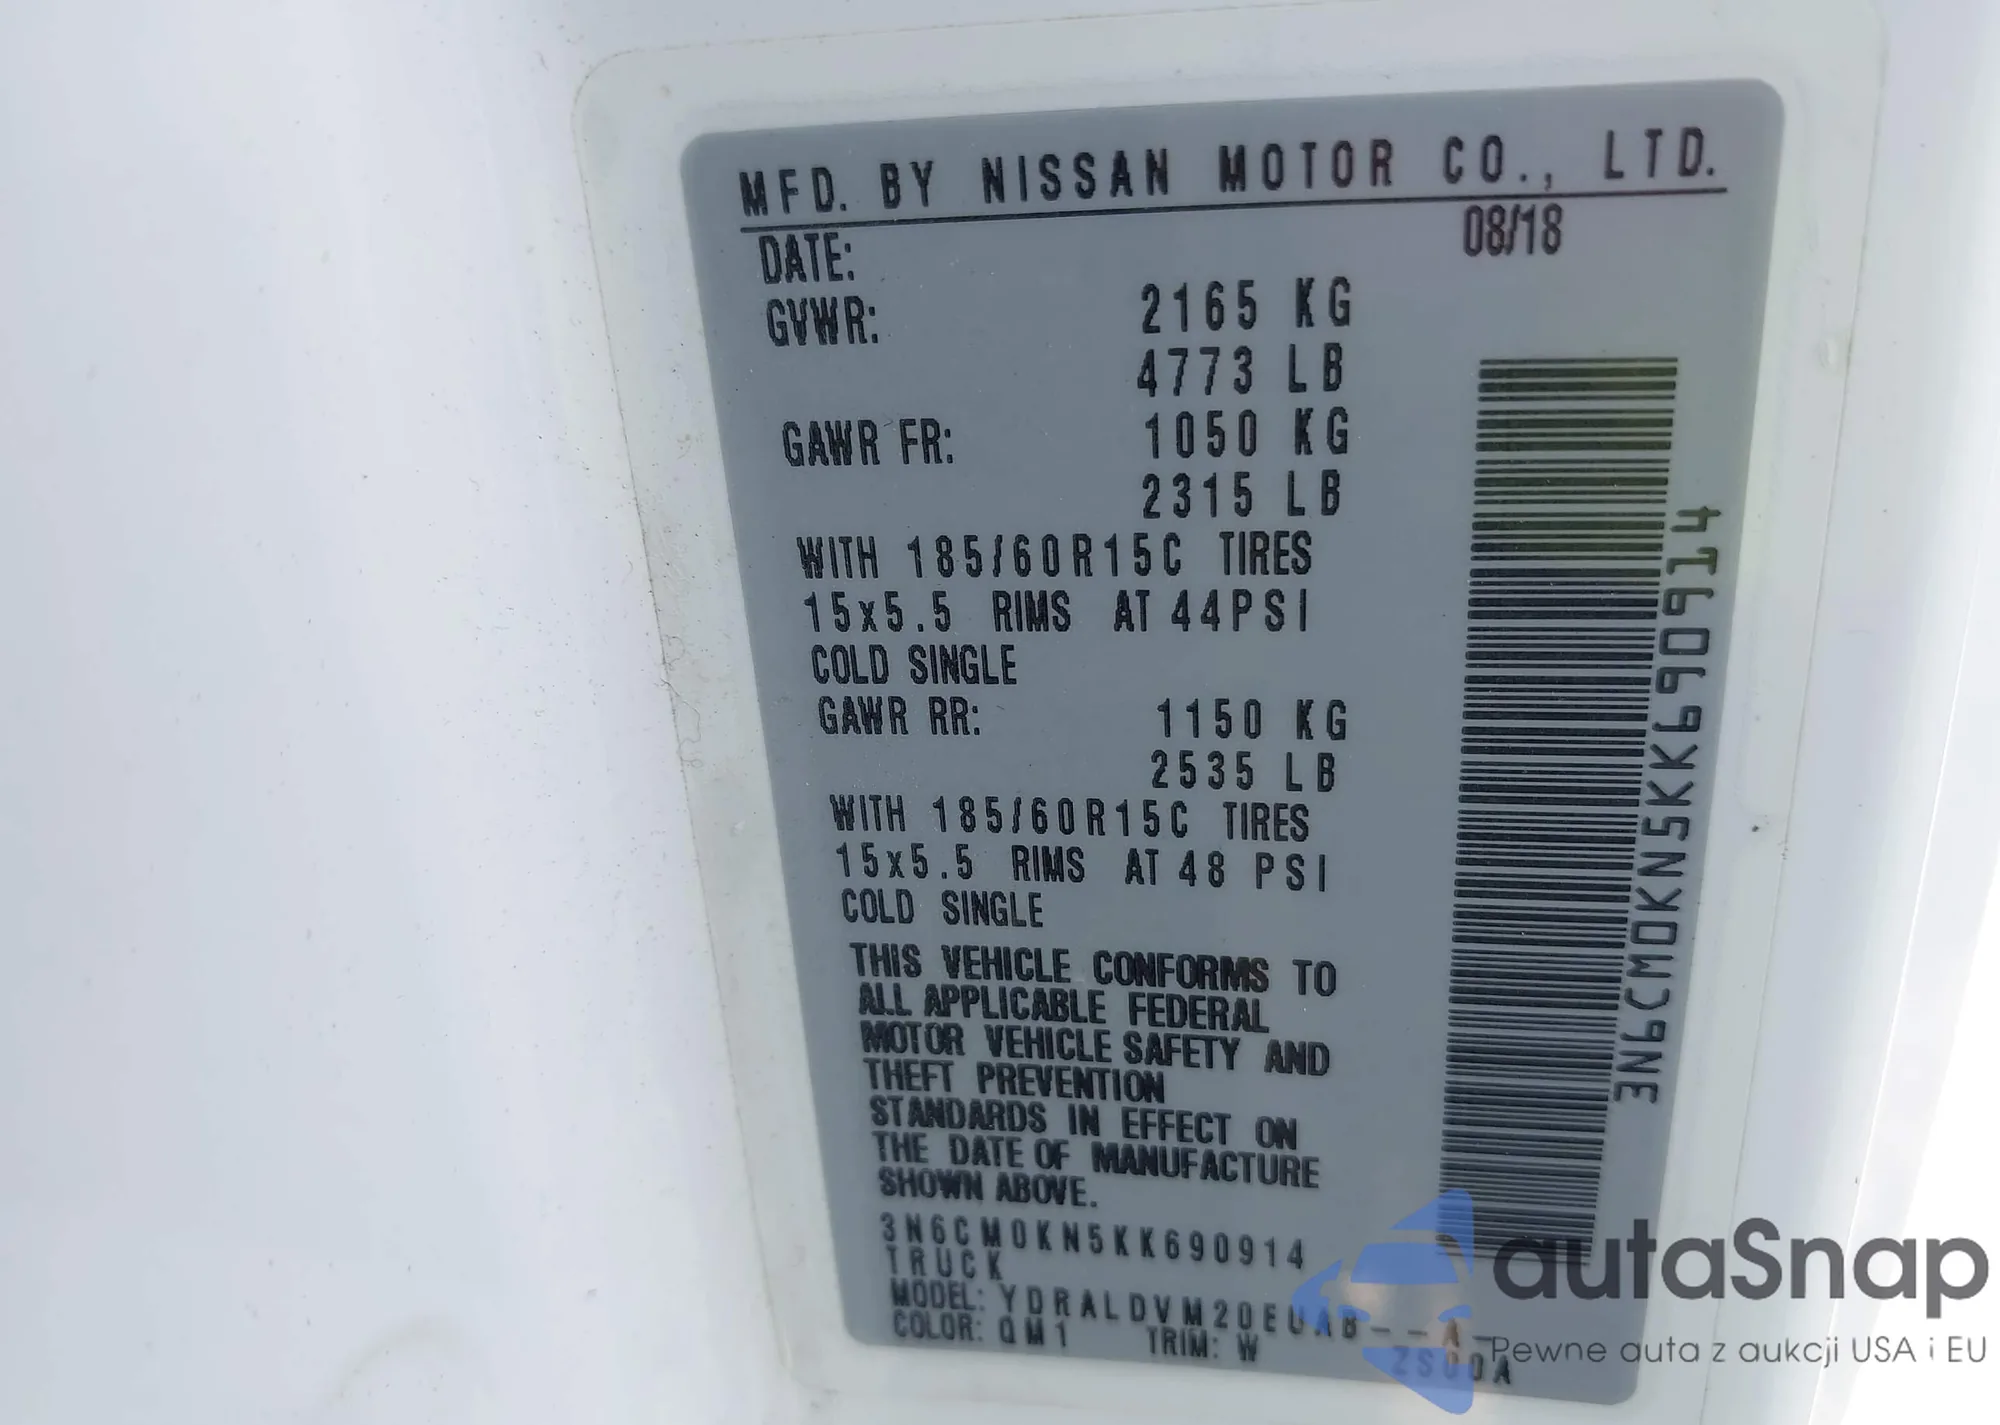 MFD. BY NISSAN MOTOR CO., LTD.
DATE: 08/18
GVWR: 2165 KG
4773 LB
GAWR FR: 1050 KG
2315 LB
WITH 185/60R15C TIRES
15x5.5 RIMS AT 44PSI
COLD SINGLE
GAWR RR: 1150 KG
2535 LB
WITH 185/60R15C TIRES
15x5.5 RIMS AT 48 PSI
COLD SINGLE
THIS VEHICLE CONFORMS TO
ALL APPLICABLE FEDERAL
MOTOR VEHICLE SAFETY AND
THEFT PREVENTION
STANDARDS IN EFFECT ON
THE DATE OF MANUFACTURE
SHOWN ABOVE.
3N6CM0KN5KK690914
TRUCK
MODEL: YDRALDVM20EUAB--A-
COLOR: QM1 TRIM: W
3N6CM0KN5KK690914
autaSnap
Pewne auta z aukcji USA i EU